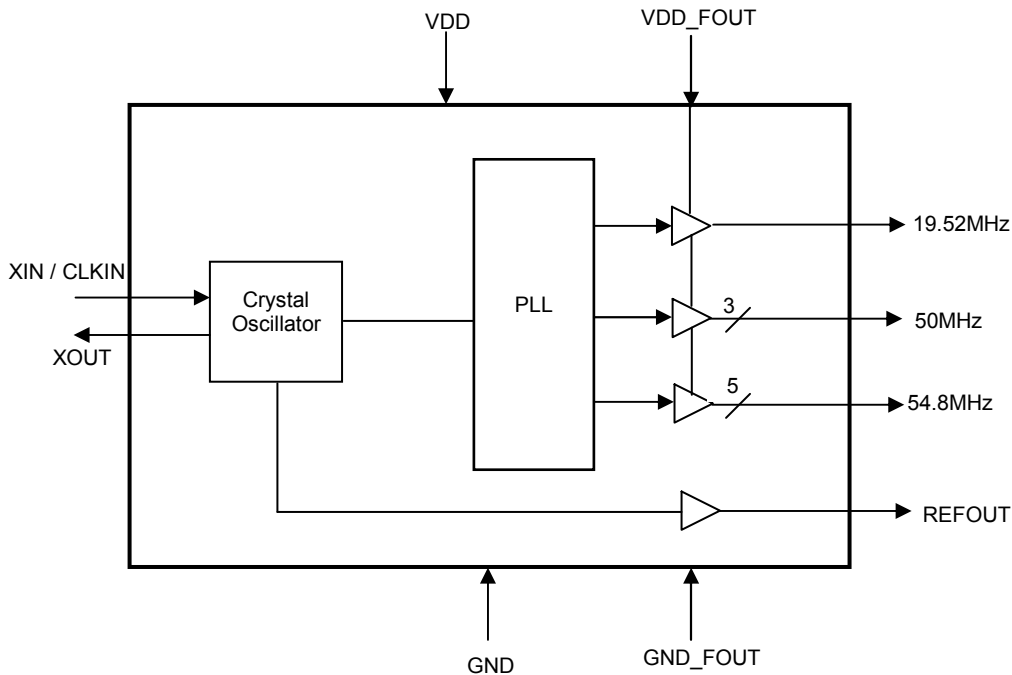 VDD
VDD_FOUT
19.52MHz
XIN / CLKIN
Crystal
Oscillator
PLL
3
50MHz
XOUT
5
54.8MHz
REFOUT
GND
GND_FOUT